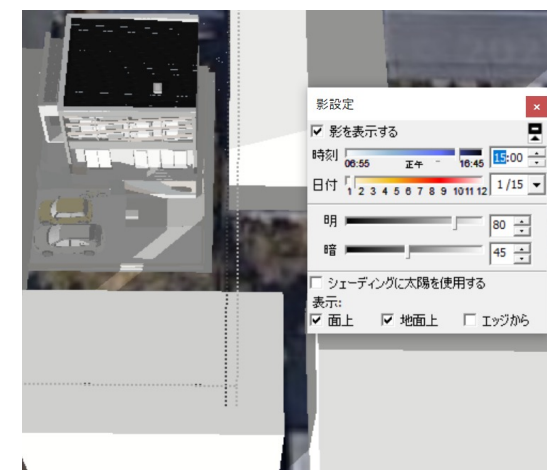 影設定
影を表示する
時刻 06:55 正午 16:45 15:00
日付 1 2 3 4 5 6 7 8 9 10 11 12 1/15
明 80
暗 45
シェーディングに太陽を使用する
表示:
面上 地面上 エッジから